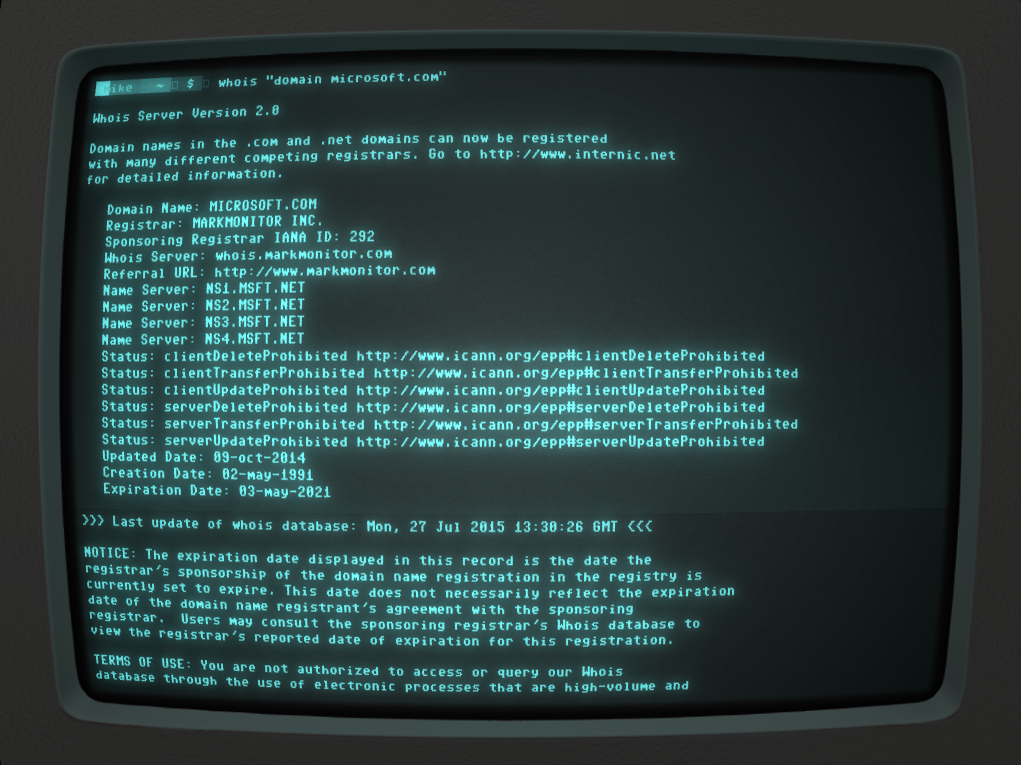 mike ~ $ whois "domain microsoft.com"
Whois Server Version 2.0
Domain names in the .com and .net domains can now be registered
with many different competing registrars. Go to http://www.internic.net
for detailed information.
Domain Name: MICROSOFT.COM
Registrar: MARKMONITOR INC.
Sponsoring Registrar IANA ID: 292
Whois Server: whois.markmonitor.com
Referral URL: http://www.markmonitor.com
Name Server: NS1.MSFT.NET
Name Server: NS2.MSFT.NET
Name Server: NS3.MSFT.NET
Name Server: NS4.MSFT.NET
Status: clientDeleteProhibited http://www.icann.org/epp#clientDeleteProhibited
Status: clientTransferProhibited http://www.icann.org/epp#clientTransferProhibited
Status: clientUpdateProhibited http://www.icann.org/epp#clientUpdateProhibited
Status: serverDeleteProhibited http://www.icann.org/epp#serverDeleteProhibited
Status: serverTransferProhibited http://www.icann.org/epp#serverTransferProhibited
Status: serverUpdateProhibited http://www.icann.org/epp#serverUpdateProhibited
Updated Date: 09-oct-2014
Creation Date: 02-may-1991
Expiration Date: 03-may-2021
>>> Last update of whois database: Mon, 27 Jul 2015 13:30:26 GMT <<<
NOTICE: The expiration date displayed in this record is the date the
registrar's sponsorship of the domain name registration in the registry is
currently set to expire. This date does not necessarily reflect the expiration
date of the domain name registrant's agreement with the sponsoring
registrar. Users may consult the sponsoring registrar's Whois database to
view the registrar's reported date of expiration for this registration.
TERMS OF USE: You are not authorized to access or query our Whois
database through the use of electronic processes that are high-volume and